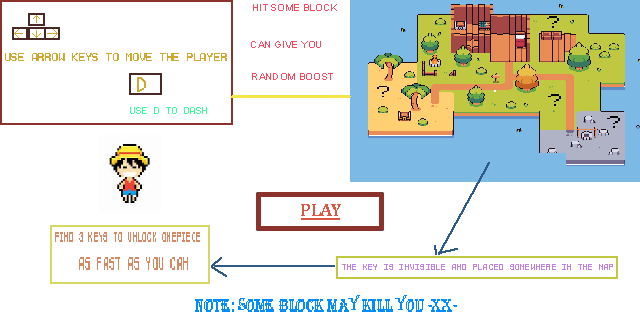 USE ARROW KEYS TO MOVE THE PLAYER
D
USE D TO DASH
HIT SOME BLOCK
CAN GIVE YOU
RANDOM BOOST
?
?
?
?
PLAY
FIND 3 KEYS TO UNLOCK ONEPIECE
AS FAST AS YOU CAN
THE KEY IS INVISIBLE AND PLACED SOMEWHERE IN THE MAP
NOTE: SOME BLOCK MAY KILL YOU -XX-